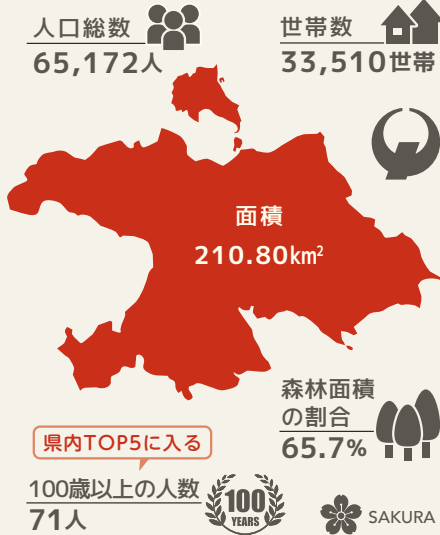 人口総数
65,172人
世帯数
33,510世帯
面積
210.80km²
森林面積
の割合
65.7%
県内TOP5に入る
100歳以上の人数
71人
100
YEARS
SAKURA